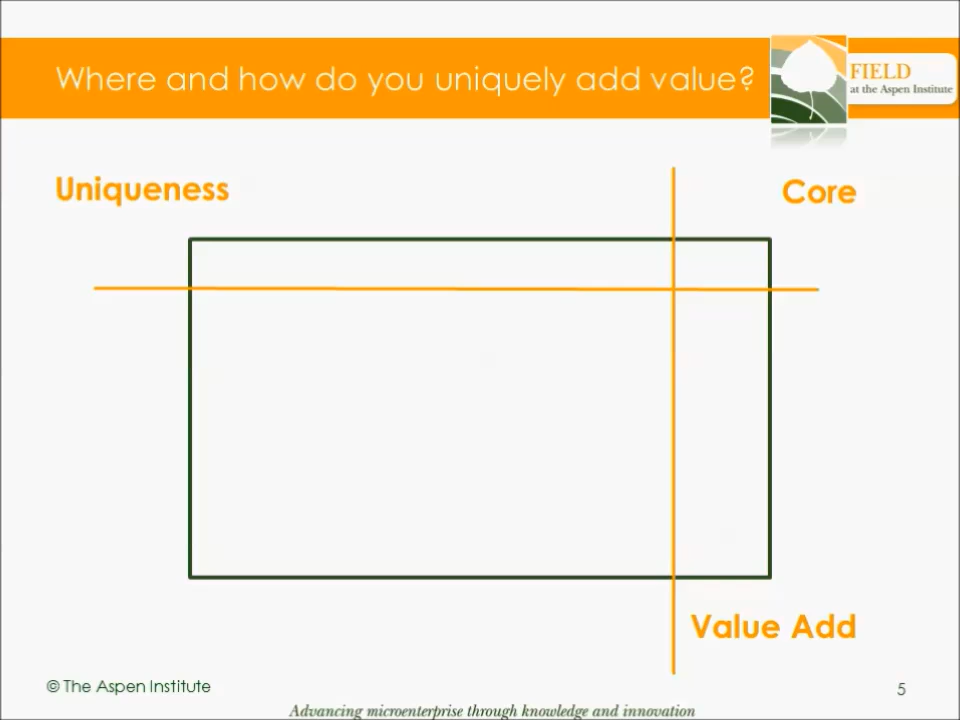 Where and how do you uniquely add value?
FIELD
at the Aspen Institute
Uniqueness
Core
Value Add
© The Aspen Institute
5
Advancing microenterprise through knowledge and innovation